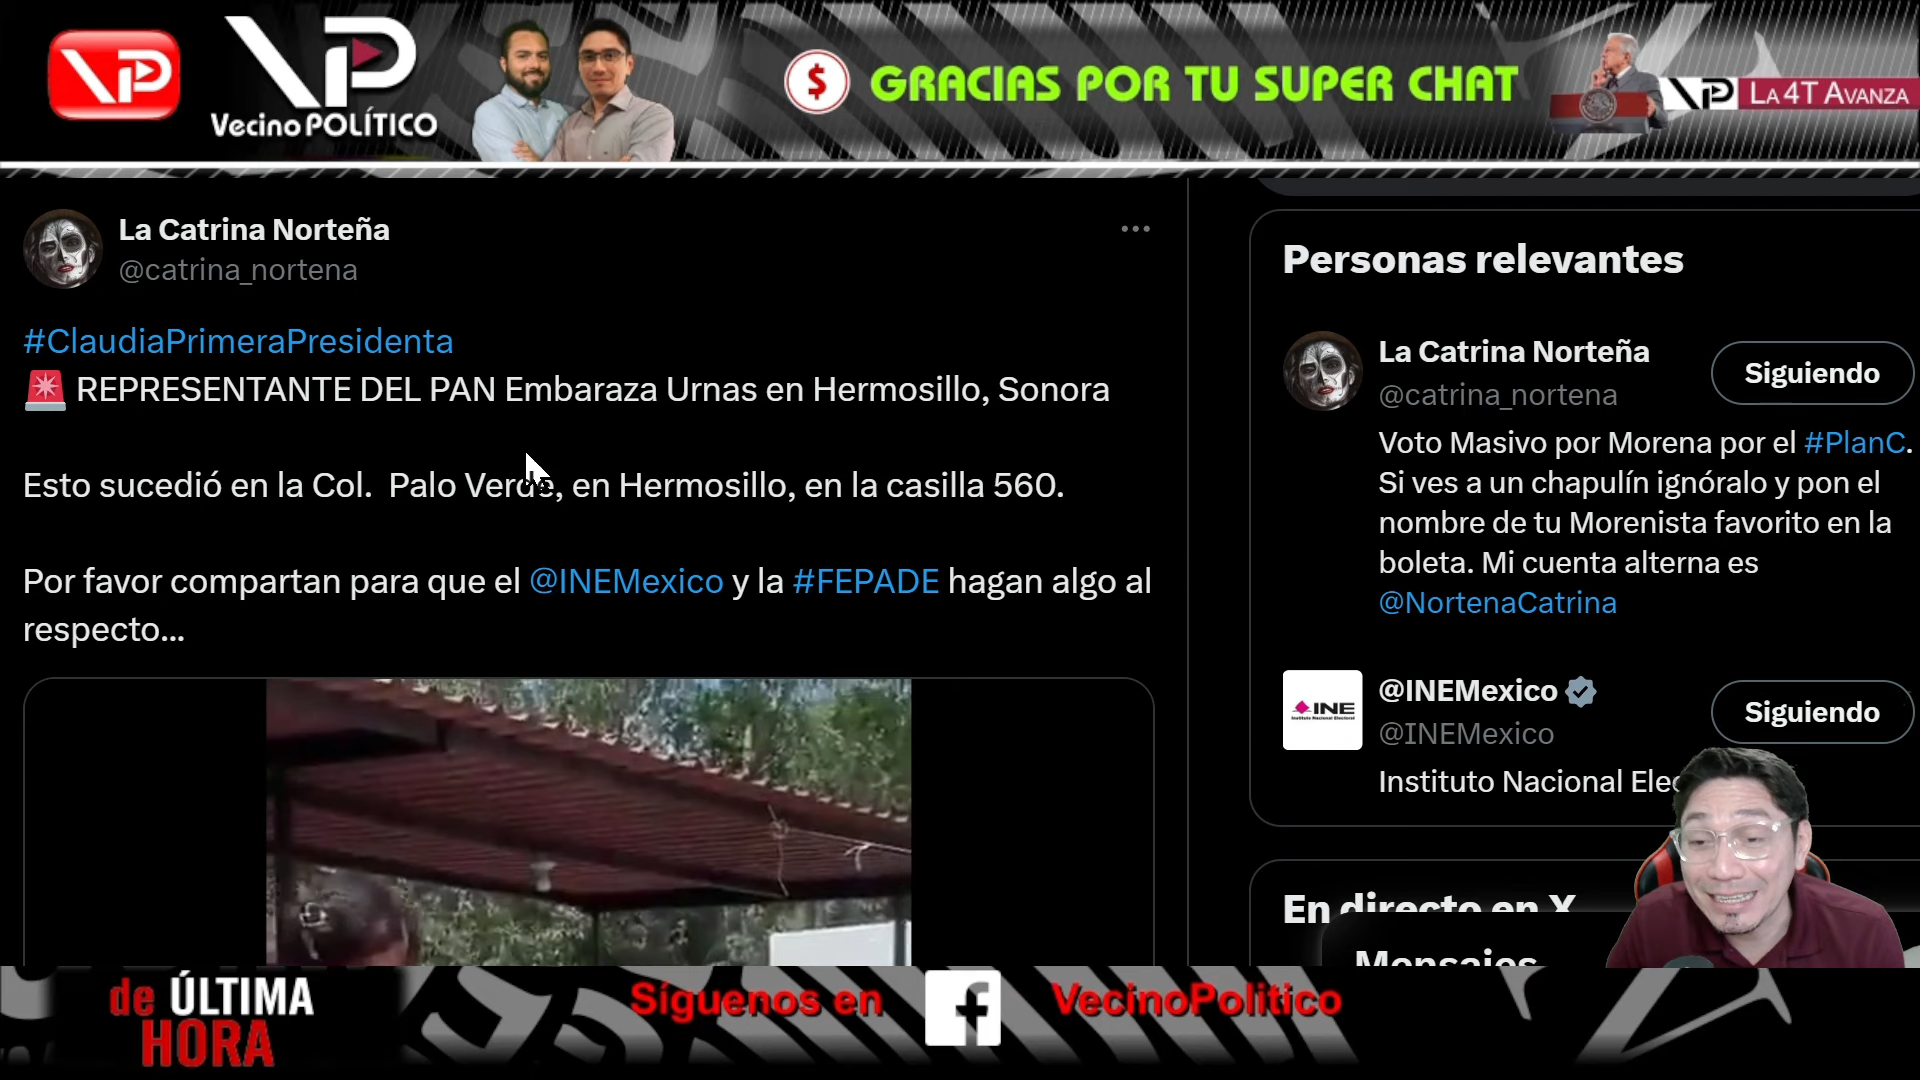 VP
VP
Vecino POLÍTICO
$ GRACIAS POR TU SUPER CHAT
VP LA 4T AVANZA
La Catrina Norteña
@catrina_nortena
#ClaudiaPrimeraPresidenta
REPRESENTANTE DEL PAN Embaraza Urnas en Hermosillo, Sonora
Esto sucedió en la Col. Palo Verde, en Hermosillo, en la casilla 560.
Por favor compartan para que el @INEMexico y la #FEPADE hagan algo al
respecto...
Personas relevantes
La Catrina Norteña
@catrina_nortena
Siguiendo
Voto Masivo por Morena por el #PlanC.
Si ves a un chapulín ignóralo y pon el
nombre de tu Morenista favorito en la
boleta. Mi cuenta alterna es
@NortenaCatrina
INE
Instituto Nacional Electoral
@INEMexico
@INEMexico
Siguiendo
Instituto Nacional Elec
En directo en X
Mensajes
de ÚLTIMA
HORA
Síguenos en
f
VecinoPolitico